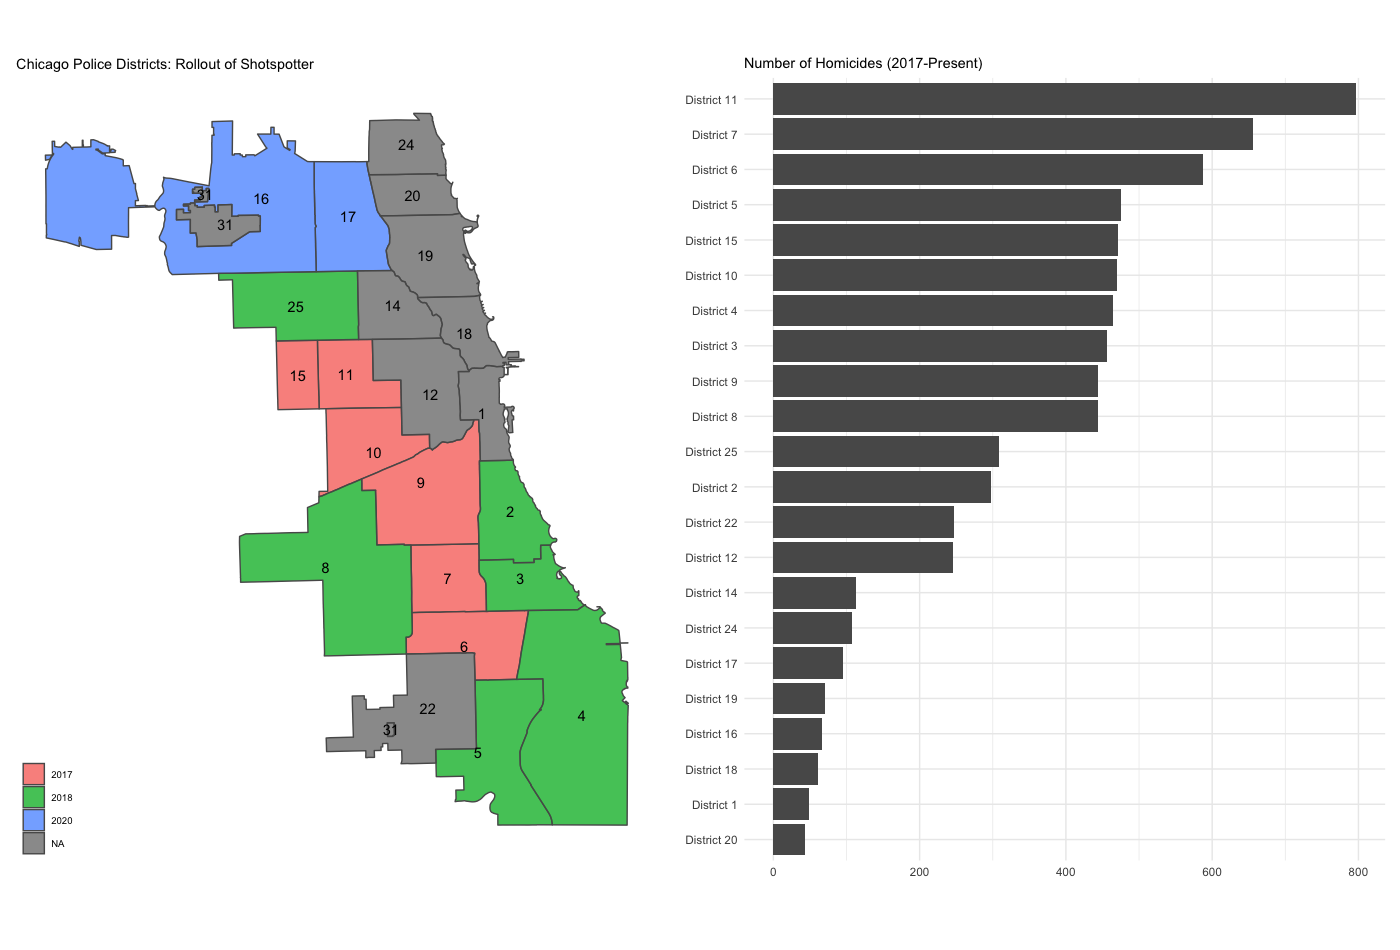 Chicago Police Districts: Rollout of Shotspotter
24
31
16
20
17
31
19
25
14
18
15
11
12
1
10
9
2
8
7
3
6
22
4
31
5
2017
2018
2020
NA
Number of Homicides (2017-Present)
District 11
District 7
District 6
District 5
District 15
District 10
District 4
District 3
District 9
District 8
District 25
District 2
District 22
District 12
District 14
District 24
District 17
District 19
District 16
District 18
District 1
District 20
0 200 400 600 800